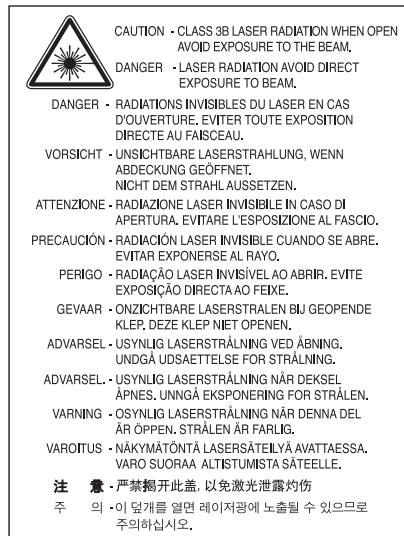 CAUTION - CLASS 3B LASER RADIATION WHEN OPEN
AVOID EXPOSURE TO THE BEAM.
DANGER - LASER RADIATION AVOID DIRECT
EXPOSURE TO BEAM.
DANGER - RADIATIONS INVISIBLES DU LASER EN CAS
D'OUVERTURE. EVITER TOUTE EXPOSITION
DIRECTE AU FAISCEAU.
VORSICHT - UNSICHTBARE LASERSTRAHLUNG, WENN
ABDECKUNG GEÖFFNET.
NICHT DEM STRAHL AUSSETZEN.
ATTENZIONE - RADIAZIONE LASER INVISIBILE IN CASO DI
APERTURA. EVITARE L'ESPOSIZIONE AL FASCIO.
PRECAUCIÓN - RADIACIÓN LASER INVISIBLE CUANDO SE ABRE.
EVITAR EXPONERSE AL RAYO.
PERIGO - RADIAÇÃO LASER INVISÍVEL AO ABRIR. EVITE
EXPOSIÇÃO DIRECTA AO FEIXE.
GEVAAR - ONZICHTBARE LASERSTRALEN BIJ GEOPENDE
KLEP. DEZE KLEP NIET OPENEN.
ADVARSEL - USYNLIG LASERSTRÅLNING VED ÅBNING.
UNDGÅ UDSAETTELSE FOR STRÅLNING.
ADVARSEL. - USYNLIG LASERSTRÅLNING NÅR DEKSEL
ÅPNES. UNNGÅ EKSPONERING FOR STRÅLEN.
VARNING - OSYNLIG LASERSTRÅLNING NÄR DENNA DEL
ÄR ÖPPEN. STRÅLEN ÄR FARLIG.
VAROITUS - NÄKYMÄTÖNTÄ LASERSÄTEILYÄ AVATTAESSA.
VARO SUORAA ALTISTUMISTA SÄTEELLE.
注 意 - 严禁揭开此盖, 以免激光泄露灼伤
주 의 - 이 덮개를 열면 레이저광에 노출될 수 있으므로
주의하십시오.